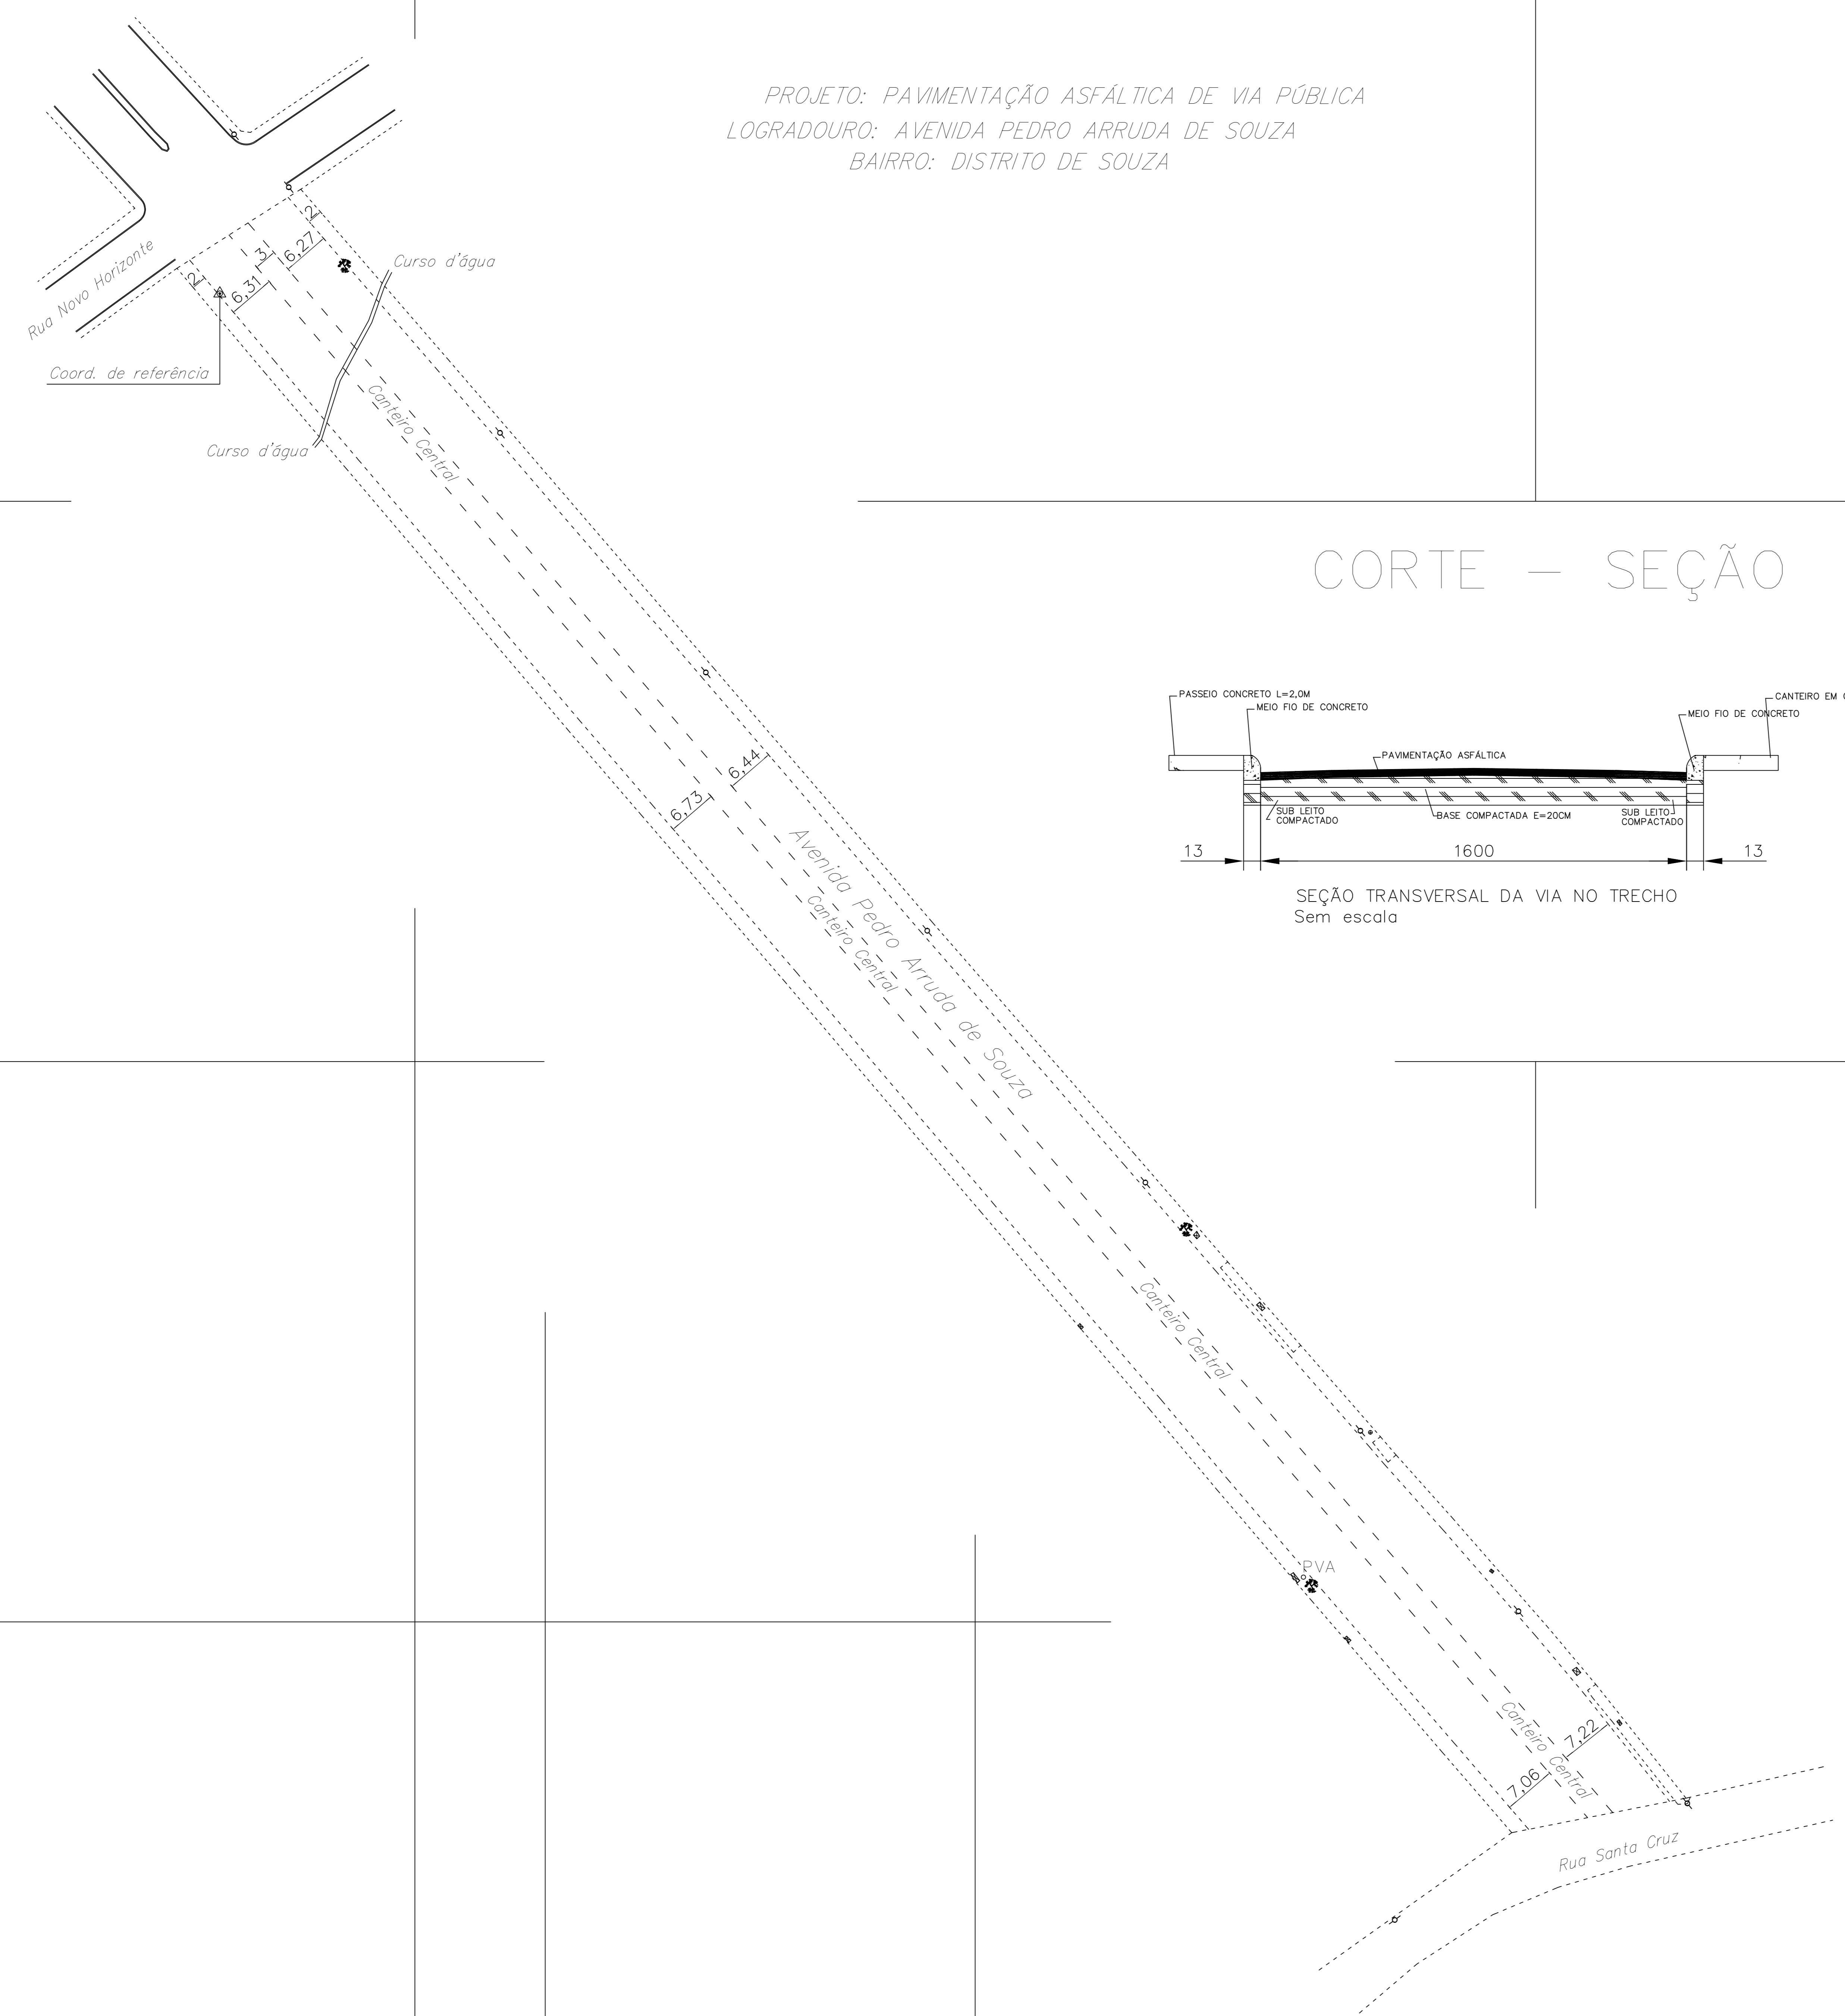 PROJETO: PAVIMENTAÇÃO ASFÁLTICA DE VIA PÚBLICA
LOGRADOURO: AVENIDA PEDRO ARRUDA DE SOUZA
BAIRRO: DISTRITO DE SOUZA
Rua Novo Horizonte
2
6,27
3
6,31
2
Curso d'água
Coord. de referência
Curso d'água
Canteiro Central
CORTE — SEÇÃO
PASSEIO CONCRETO L=2,0M
MEIO FIO DE CONCRETO
CANTEIRO EM
MEIO FIO DE CONCRETO
PAVIMENTAÇÃO ASFÁLTICA
SUB LEITO
COMPACTADO
BASE COMPACTADA E=20CM
SUB LEITO
COMPACTADO
13
1600
13
SEÇÃO TRANSVERSAL DA VIA NO TRECHO
Sem escala
6,44
6,73
Avenida Pedro Arruda de Souza
Canteiro Central
Canteiro Central
PVA
Canteiro Central
7,22
7,06
Rua Santa Cruz